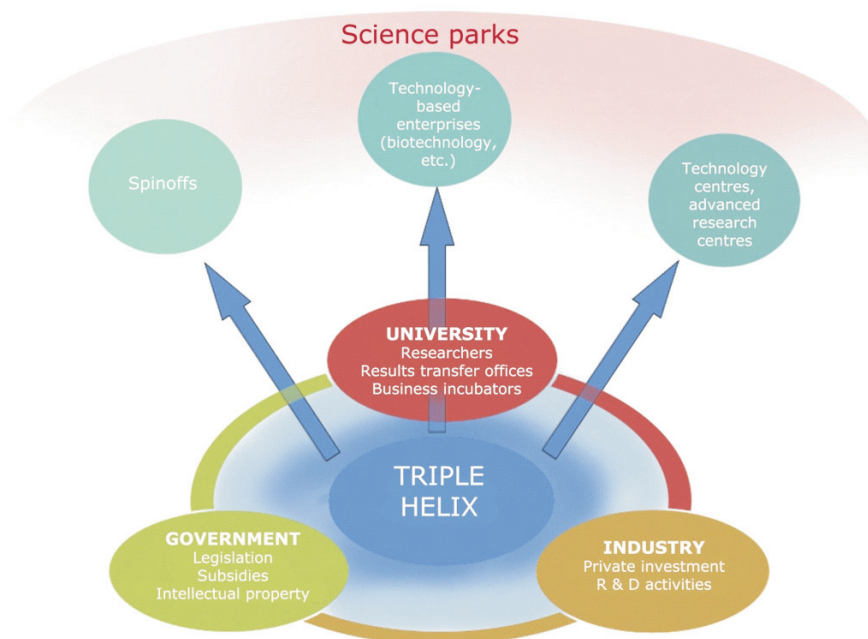 Science parks
Technology-
based
enterprises
(biotechnology,
etc.)
Spinoffs
Technology
centres,
advanced
research
centres
UNIVERSITY
Researchers
Results transfer offices
Business incubators
TRIPLE
HELIX
GOVERNMENT
Legislation
Subsidies
Intellectual property
INDUSTRY
Private investment
R & D activities